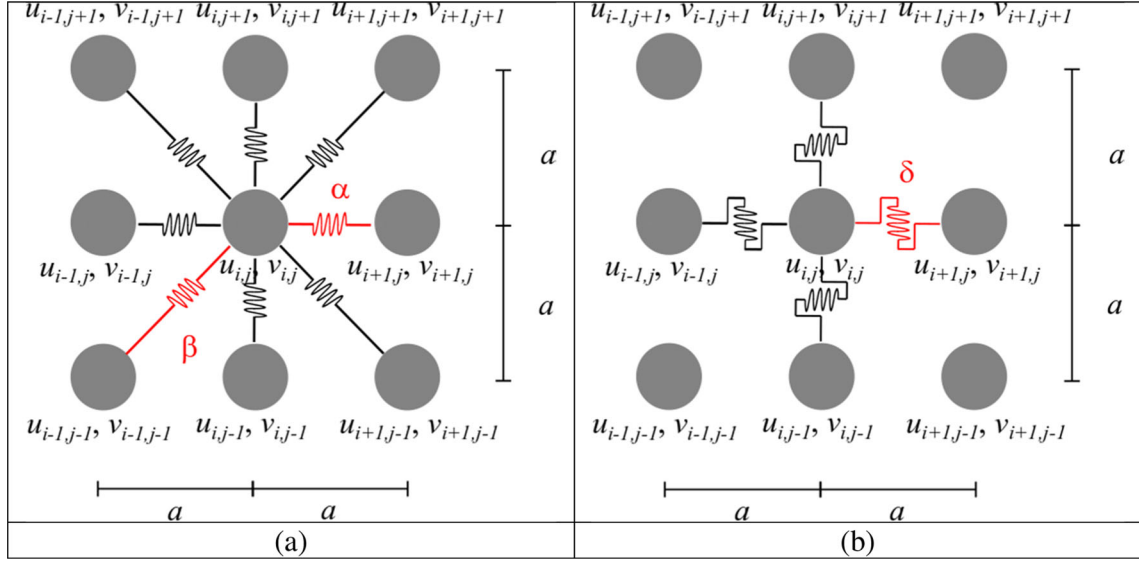 u_{i-1,j+1}, v_{i-1,j+1} u_{i,j+1}, v_{i,j+1} u_{i+1,j+1}, v_{i+1,j+1}
a
α
u_{i-1,j}, v_{i-1,j} u_{i,j}, v_{i,j} u_{i+1,j}, v_{i+1,j}
a
β
u_{i-1,j-1}, v_{i-1,j-1} u_{i,j-1}, v_{i,j-1} u_{i+1,j-1}, v_{i+1,j-1}
a a
(a)
u_{i-1,j+1}, v_{i-1,j+1} u_{i,j+1}, v_{i,j+1} u_{i+1,j+1}, v_{i+1,j+1}
a
δ
u_{i-1,j}, v_{i-1,j} u_{i,j}, v_{i,j} u_{i+1,j}, v_{i+1,j}
a
u_{i-1,j-1}, v_{i-1,j-1} u_{i,j-1}, v_{i,j-1} u_{i+1,j-1}, v_{i+1,j-1}
a a
(b)